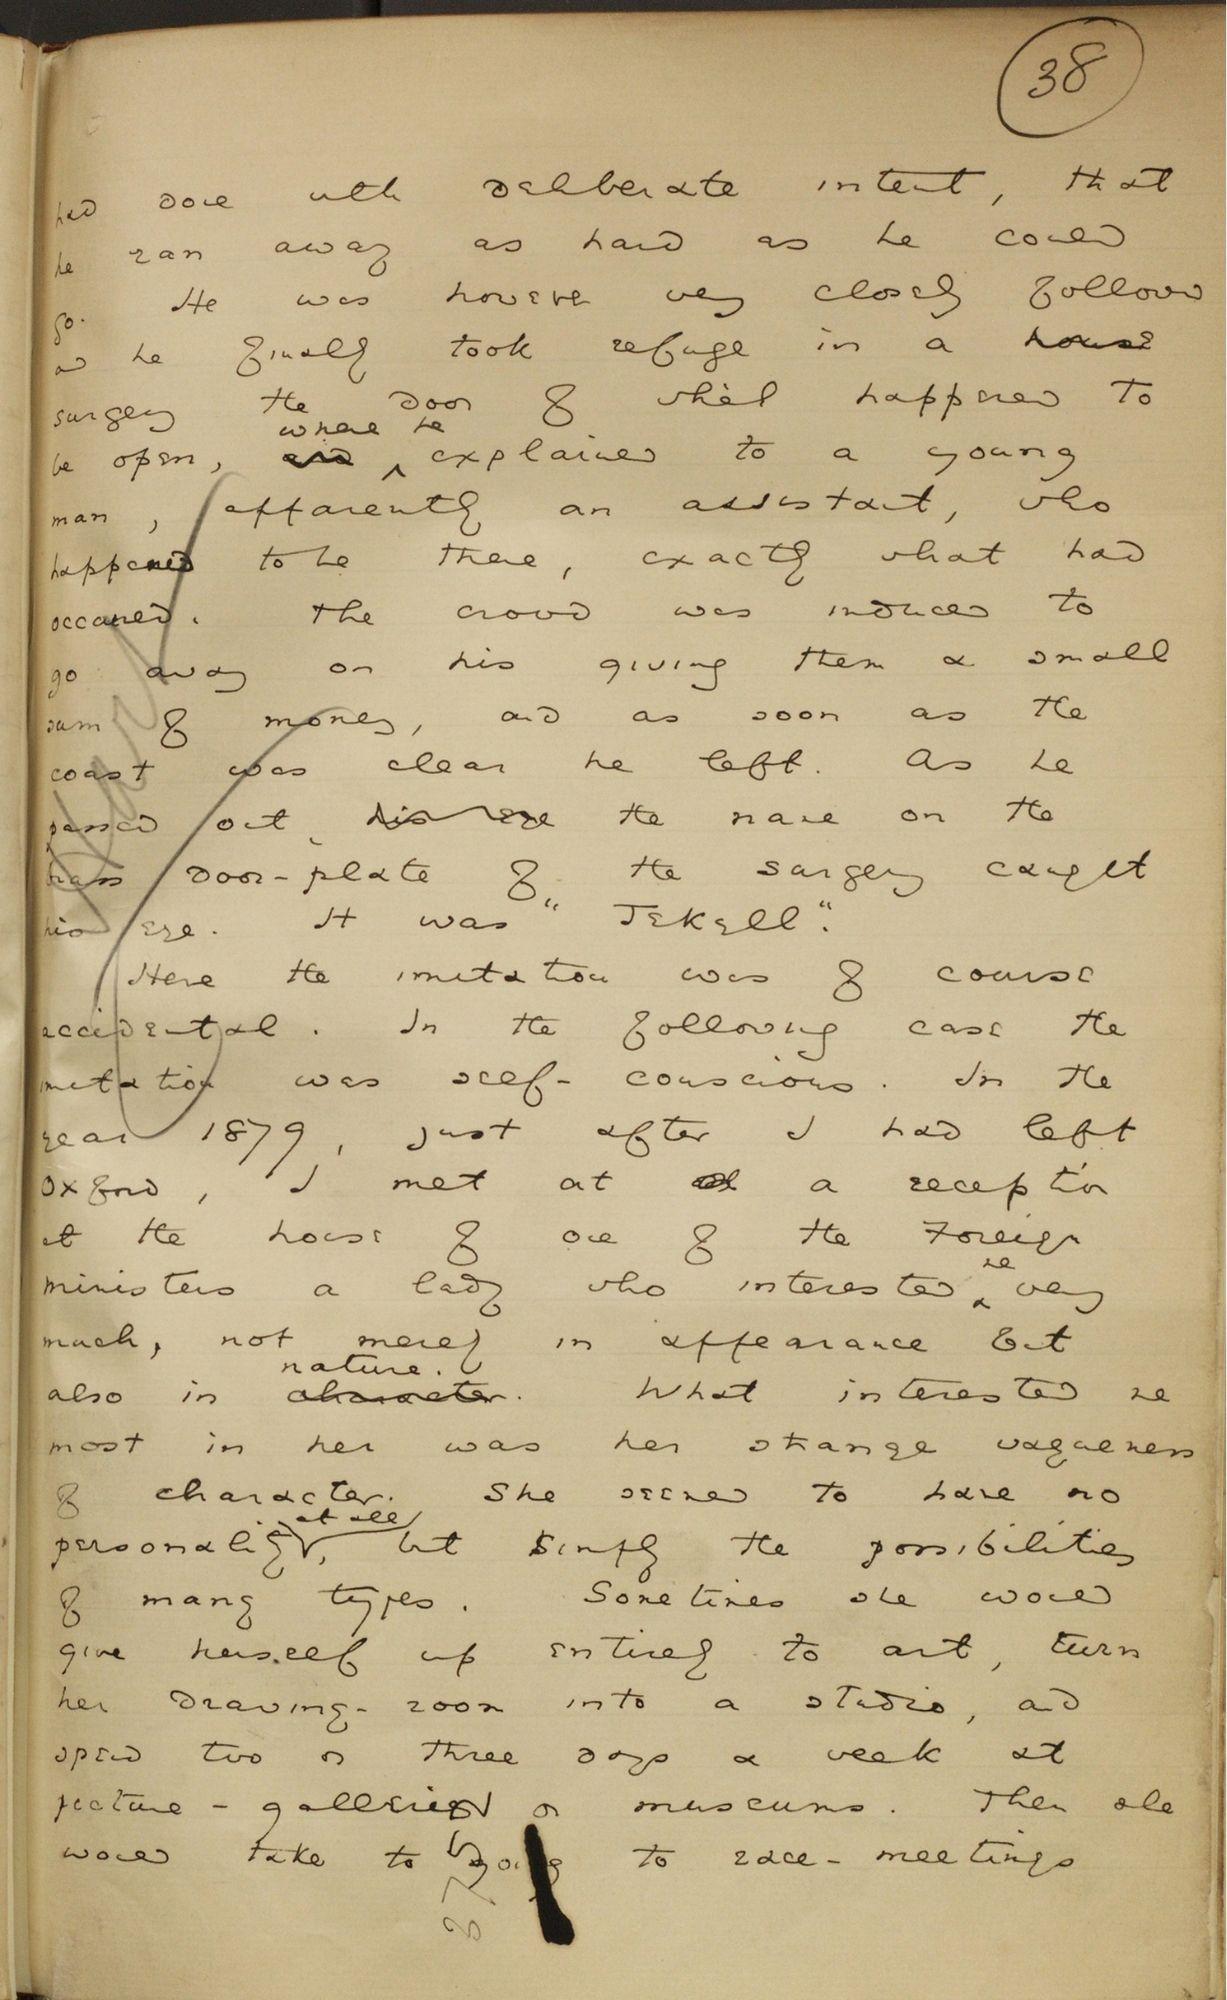 38
had done with deliberate intent, that
he ran away as hard as he could
go. He was however very closely followed
and he finally took refuge in a house
surgery the door of which happened to
where he
be open, and ^ explained to a young
man, apparently an assistant, who
happened to be there, exactly what had
occurred. The crowd was induced to
go away on his giving them a small
sum of money, and as soon as the
coast was clear he left. As he
passed out, his eye the name on the
brass door-plate of the surgery caught
his eye. It was "Jekyll".
Here the imitation was of course
accidental. In the following case the
imitation was self-conscious. In the
year 1879, just after I had left
Oxford, I met at a reception
at the house of one of the Foreign
me
ministers a lady who interested ^ very
much, not merely in appearance but
nature.
also in character. What interested me
most in her was her strange vagueness
of character. She seemed to have no
at all
personality, but simply the possibilities
of many types. Sometimes she would
give herself up entirely to art, turn
her drawing-room into a studio, and
spend two or three days a week at
picture-galleries or museums. Then she
would take to going to race-meetings